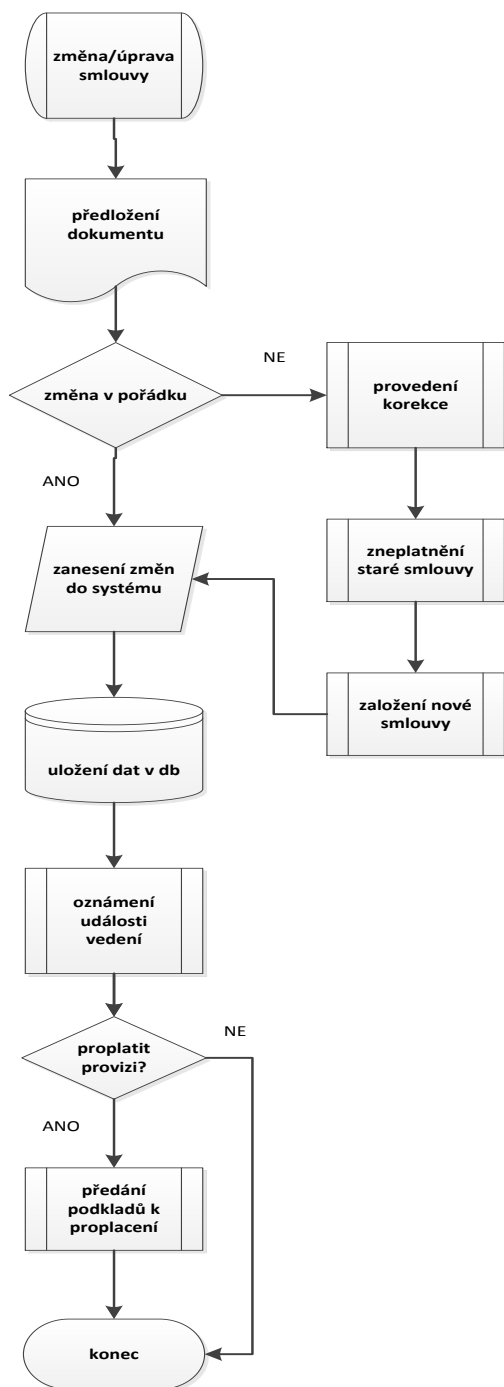 změna/úprava
smlouvy
předložení
dokumentu
změna v pořádku
NE
provedení
korekce
ANO
zanesení změn
do systému
zneplatnění
staré smlouvy
založení nové
smlouvy
uložení dat v db
oznámení
události
vedení
proplatit
provizi?
NE
ANO
předání
podkladů k
proplacení
konec